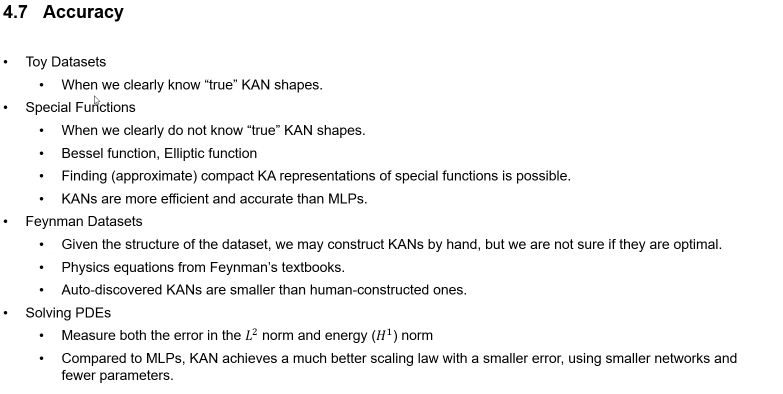 4.7 Accuracy
• Toy Datasets
• When we clearly know “true” KAN shapes.
• Special Functions
• When we clearly do not know “true” KAN shapes.
• Bessel function, Elliptic function
• Finding (approximate) compact KA representations of special functions is possible.
• KANs are more efficient and accurate than MLPs.
• Feynman Datasets
• Given the structure of the dataset, we may construct KANs by hand, but we are not sure if they are optimal.
• Physics equations from Feynman’s textbooks.
• Auto-discovered KANs are smaller than human-constructed ones.
• Solving PDEs
• Measure both the error in the L² norm and energy (H¹) norm
• Compared to MLPs, KAN achieves a much better scaling law with a smaller error, using smaller networks and
fewer parameters.